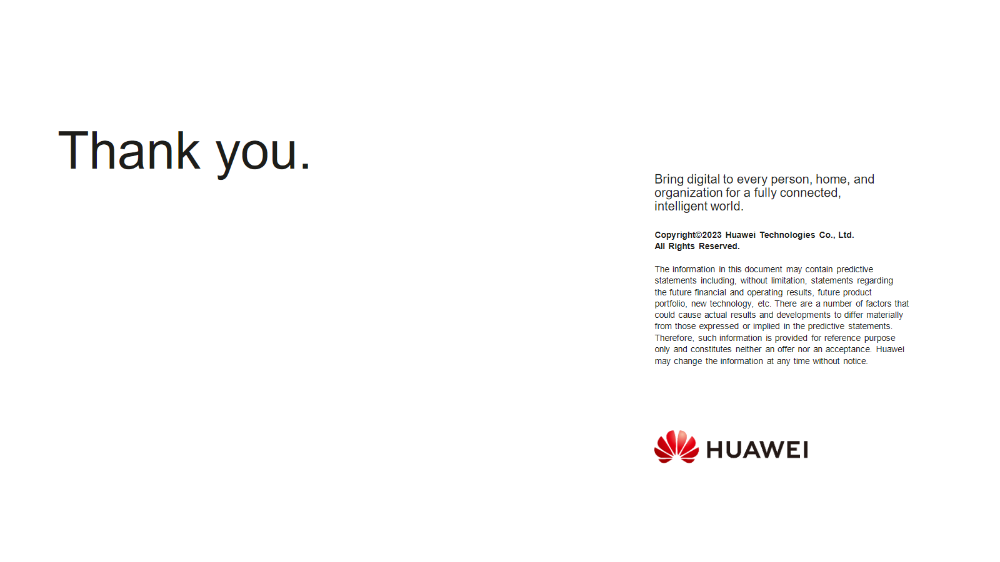 Thank you.
Bring digital to every person, home, and
organization for a fully connected,
intelligent world.
Copyright©2023 Huawei Technologies Co., Ltd.
All Rights Reserved.
The information in this document may contain predictive
statements including, without limitation, statements regarding
the future financial and operating results, future product
portfolio, new technology, etc. There are a number of factors that
could cause actual results and developments to differ materially
from those expressed or implied in the predictive statements.
Therefore, such information is provided for reference purpose
only and constitutes neither an offer nor an acceptance. Huawei
may change the information at any time without notice.
HUAWEI